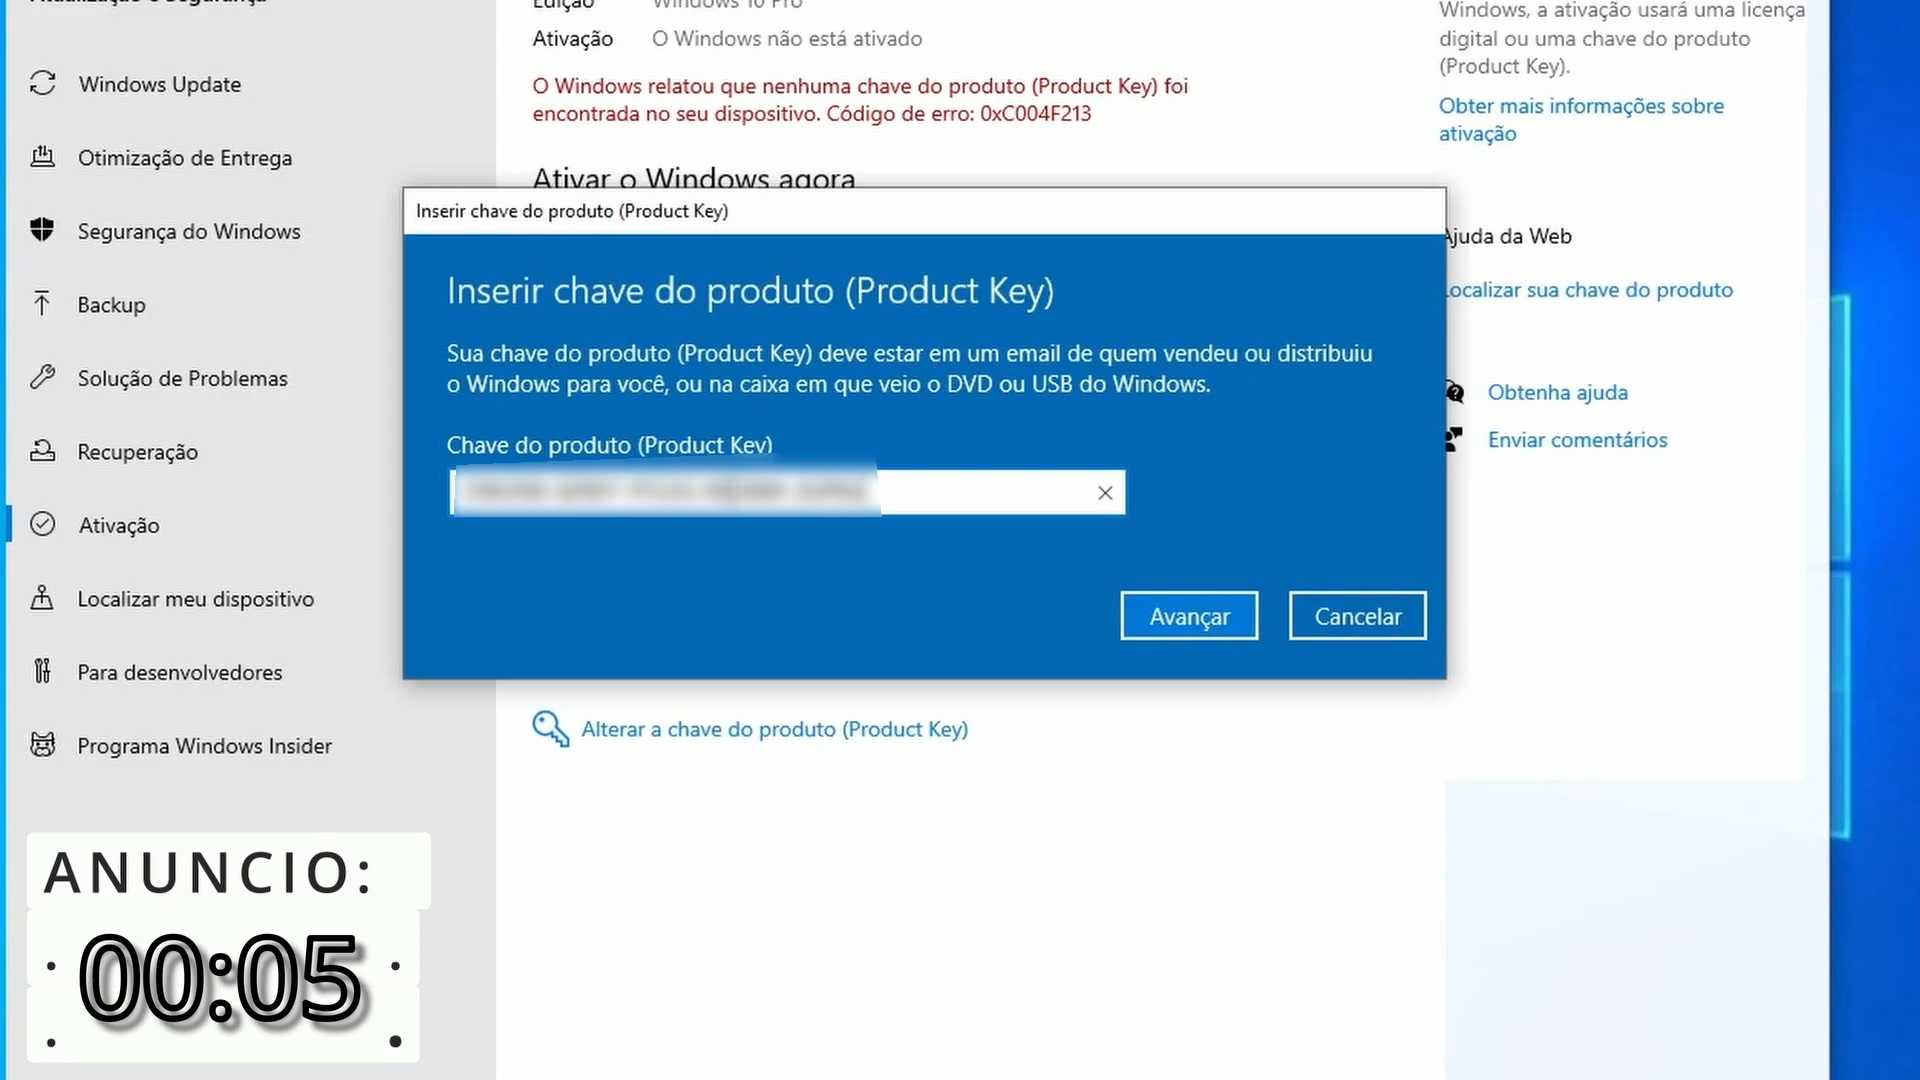 Edição Windows 10 Pro
Ativação O Windows não está ativado
O Windows relatou que nenhuma chave do produto (Product Key) foi
encontrada no seu dispositivo. Código de erro: 0xC004F213
Ativar o Windows agora
Windows Update
Otimização de Entrega
Segurança do Windows
Backup
Solução de Problemas
Recuperação
Ativação
Localizar meu dispositivo
Para desenvolvedores
Programa Windows Insider
Inserir chave do produto (Product Key)
Inserir chave do produto (Product Key)
Sua chave do produto (Product Key) deve estar em um email de quem vendeu ou distribuiu
o Windows para você, ou na caixa em que veio o DVD ou USB do Windows.
Chave do produto (Product Key)
Avançar Cancelar
Alterar a chave do produto (Product Key)
Windows, a ativação usará uma licença
digital ou uma chave do produto
(Product Key).
Obter mais informações sobre
ativação
Ajuda da Web
Localizar sua chave do produto
Obtenha ajuda
Enviar comentários
ANUNCIO:
00:05